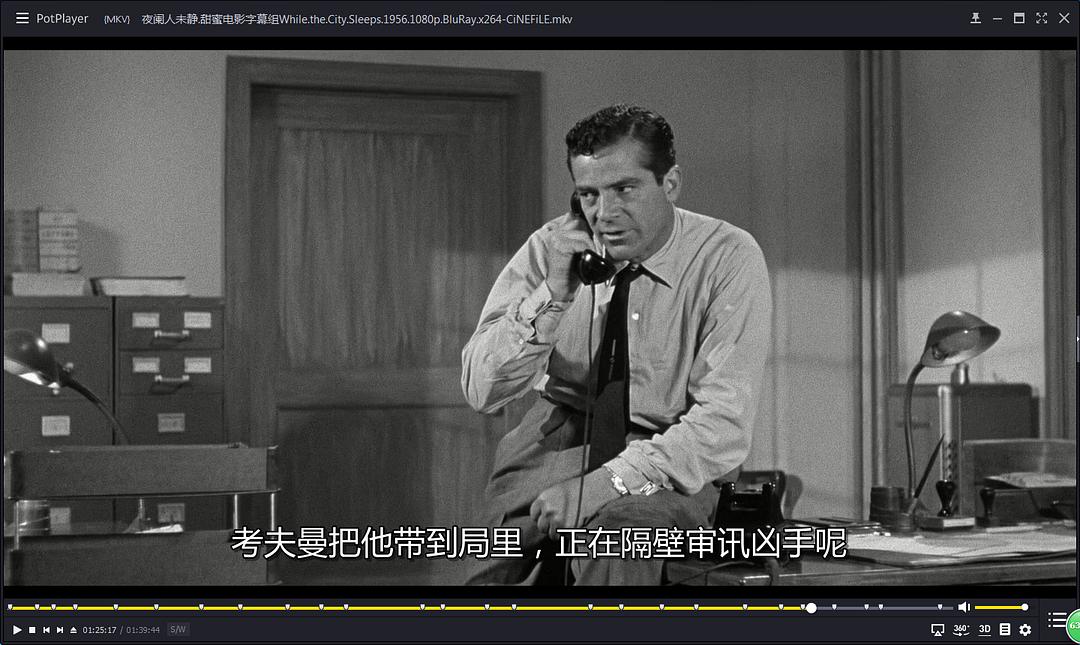 PotPlayer (MKV) 夜阑人未静.甜蜜电影字幕组While.the.City.Sleeps.1956.1080p.BluRay.x264-CiNEFiLE.mkv
LETTERS
考夫曼把他带到局里，正在隔壁审讯凶手呢
01:25:17 / 01:39:44 S/W
360° 3D
63